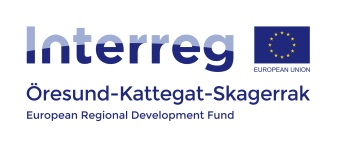 Interreg
EUROPEAN UNION
Öresund-Kattegat-Skagerrak
European Regional Development Fund